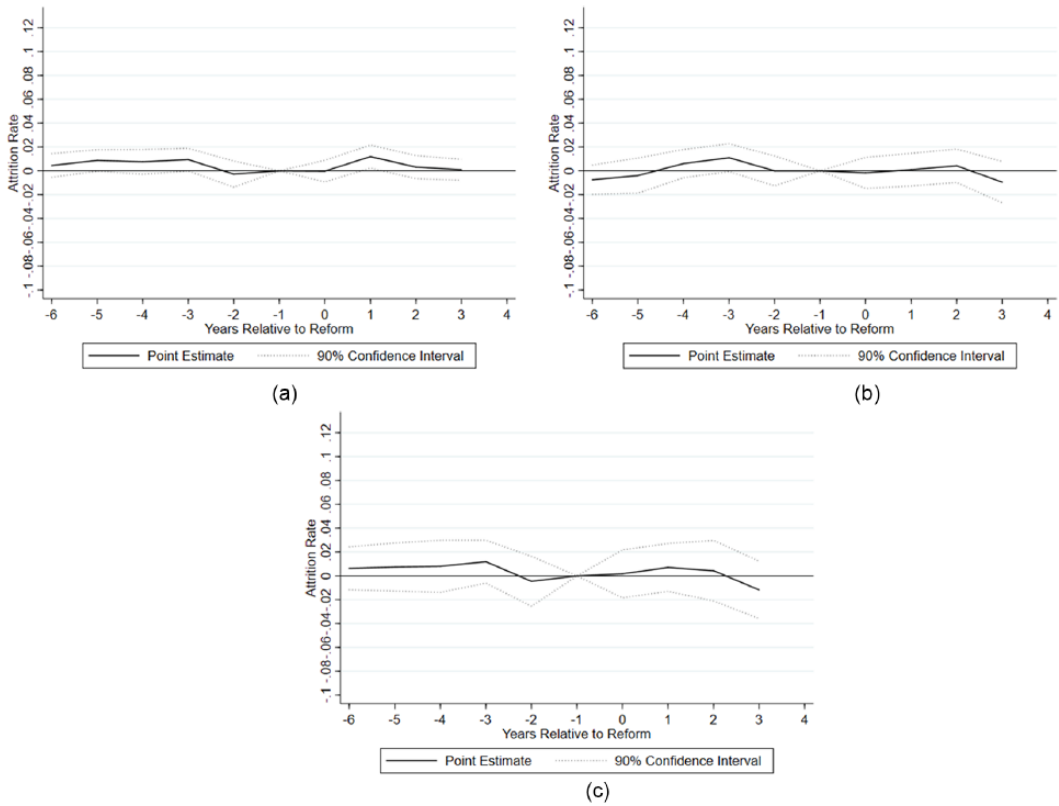 .12
.1
.08
.06
.04
.02
0
-.1 -.08-.06-.04-.02
Attrition Rate
-6 -5 -4 -3 -2 -1 0 1 2 3 4
Years Relative to Reform
Point Estimate 90% Confidence Interval
(a)
.12
.1
.08
.06
.04
.02
0
-.1 -.08-.06-.04-.02
Attrition Rate
-6 -5 -4 -3 -2 -1 0 1 2 3 4
Years Relative to Reform
Point Estimate 90% Confidence Interval
(b)
.12
.1
.08
.06
.04
.02
0
-.1 -.08-.06-.04-.02
Attrition Rate
-6 -5 -4 -3 -2 -1 0 1 2 3 4
Years Relative to Reform
Point Estimate 90% Confidence Interval
(c)